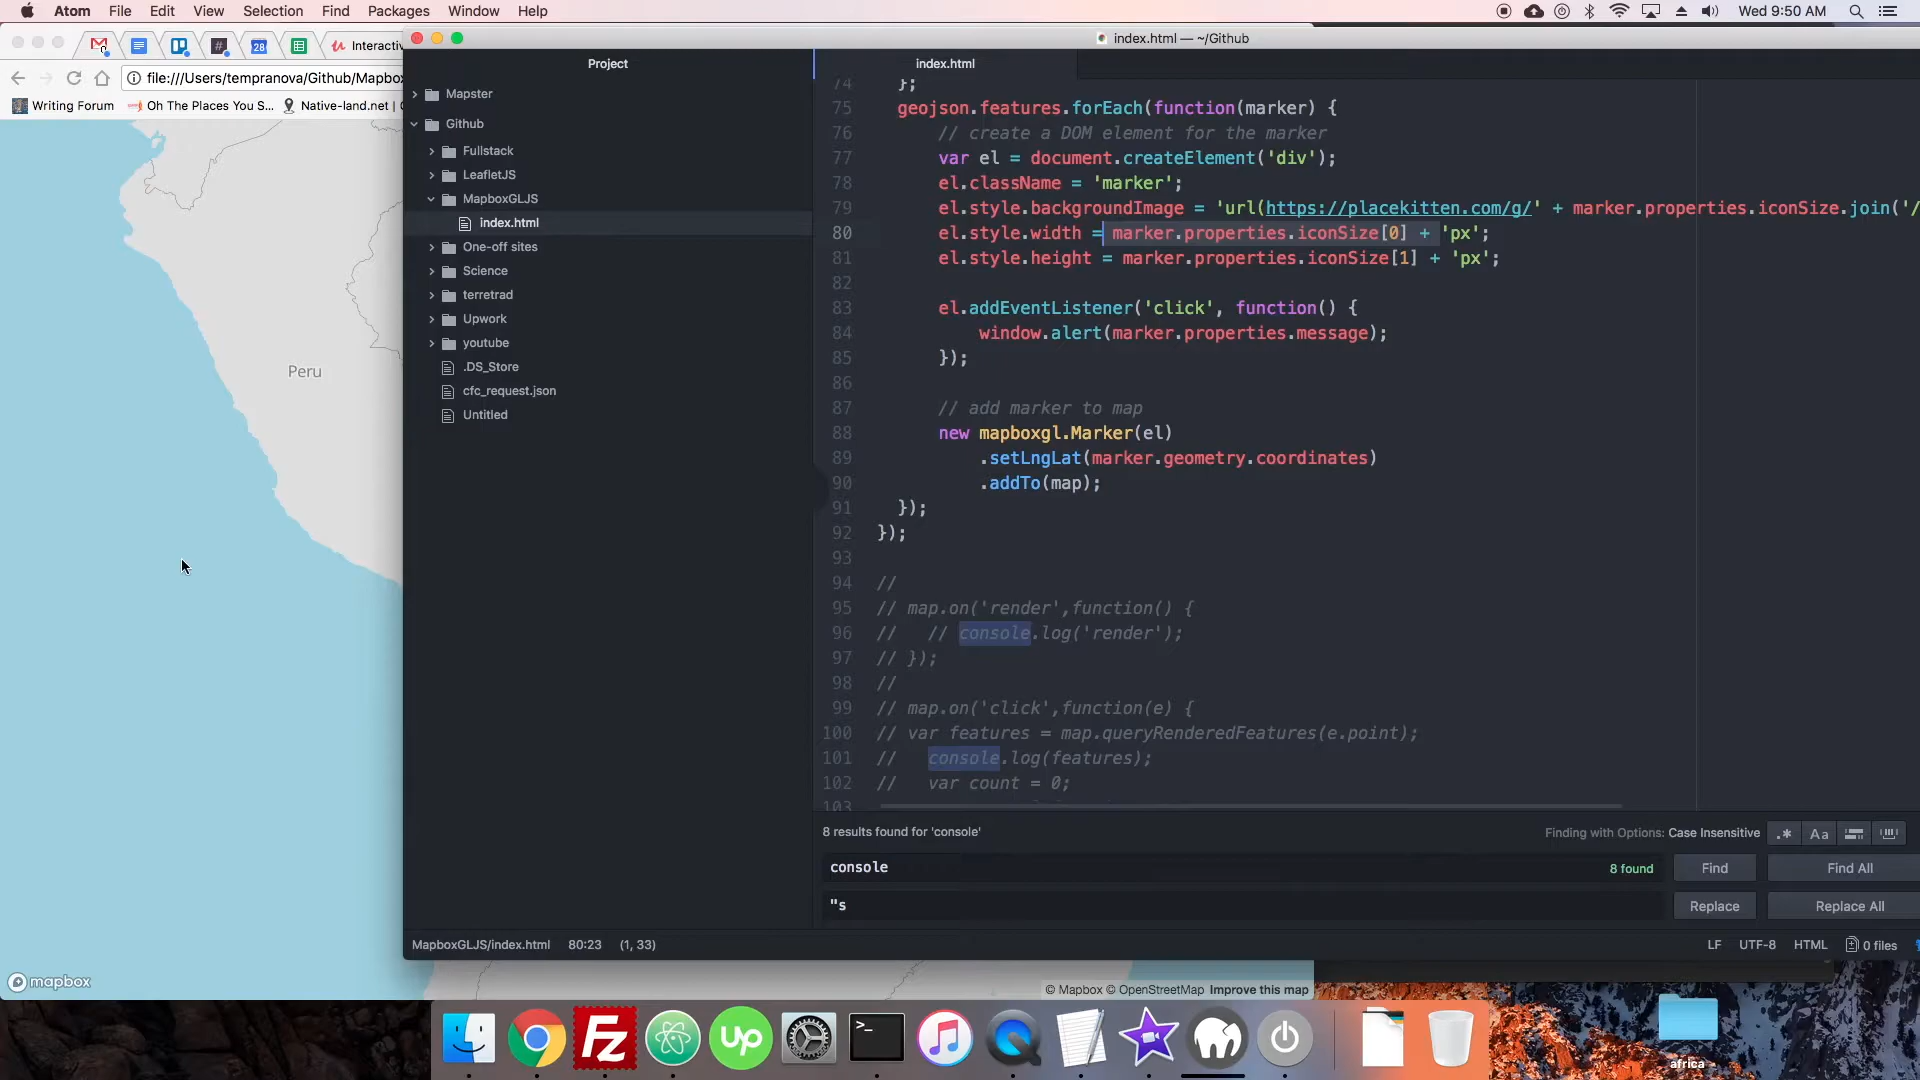 Atom File Edit View Selection Find Packages Window Help
Wed 9:50 AM
28
Interactiv
index.html — ~/Github
file:///Users/tempranova/Github/Mapbo
Writing Forum
Oh The Places You S...
Native-land.net
Project
index.html
Mapster
Github
Fullstack
LeafletJS
MapboxGLJS
index.html
One-off sites
Science
terretrad
Upwork
youtube
.DS_Store
cfc_request.json
Untitled
Peru
74 };
75 geojson.features.forEach(function(marker) {
76 // create a DOM element for the marker
77 var el = document.createElement('div');
78 el.className = 'marker';
79 el.style.backgroundImage = 'url(https://placekitten.com/g/' + marker.properties.iconSize.join('/
80 el.style.width = marker.properties.iconSize[0] + 'px';
81 el.style.height = marker.properties.iconSize[1] + 'px';
82
83 el.addEventListener('click', function() {
84 window.alert(marker.properties.message);
85 });
86
87 // add marker to map
88 new mapboxgl.Marker(el)
89 .setLngLat(marker.geometry.coordinates)
90 .addTo(map);
91 });
92 });
93
94 //
95 // map.on('render',function() {
96 // // console.log('render');
97 // });
98 //
99 // map.on('click',function(e) {
100 // var features = map.queryRenderedFeatures(e.point);
101 // console.log(features);
102 // var count = 0;
103
8 results found for 'console'
Finding with Options: Case Insensitive
.* Aa
console
8 found
Find
Find All
"s
Replace
Replace All
MapboxGLJS/index.html 80:23 (1, 33)
LF UTF-8 HTML 0 files
mapbox
© Mapbox © OpenStreetMap Improve this map
Fz
up
>_
africa